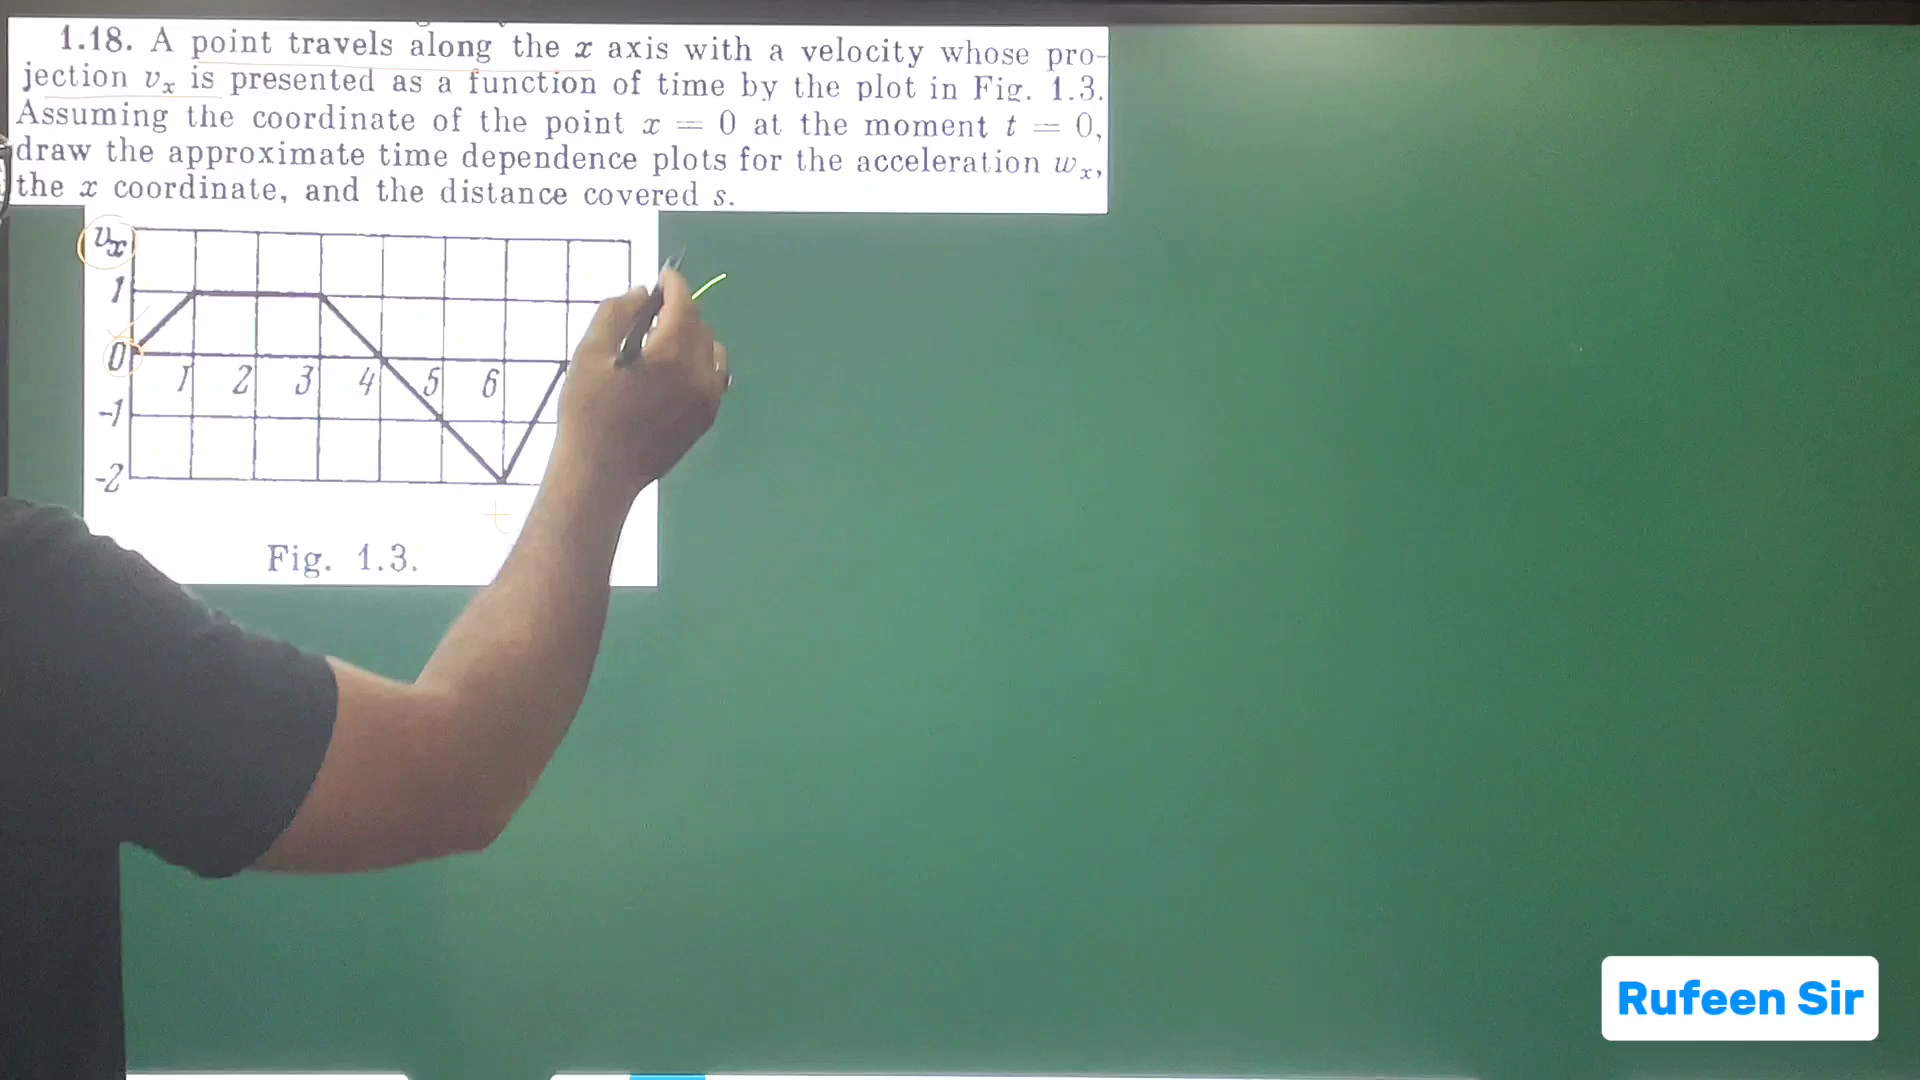 1.18. A point travels along the x axis with a velocity whose pro-
jection vx is presented as a function of time by the plot in Fig. 1.3.
Assuming the coordinate of the point x = 0 at the moment t = 0,
draw the approximate time dependence plots for the acceleration wx,
the x coordinate, and the distance covered s.
vx
1
0
1 2 3 4 5 6
-1
-2
t
Fig. 1.3.
Rufeen Sir